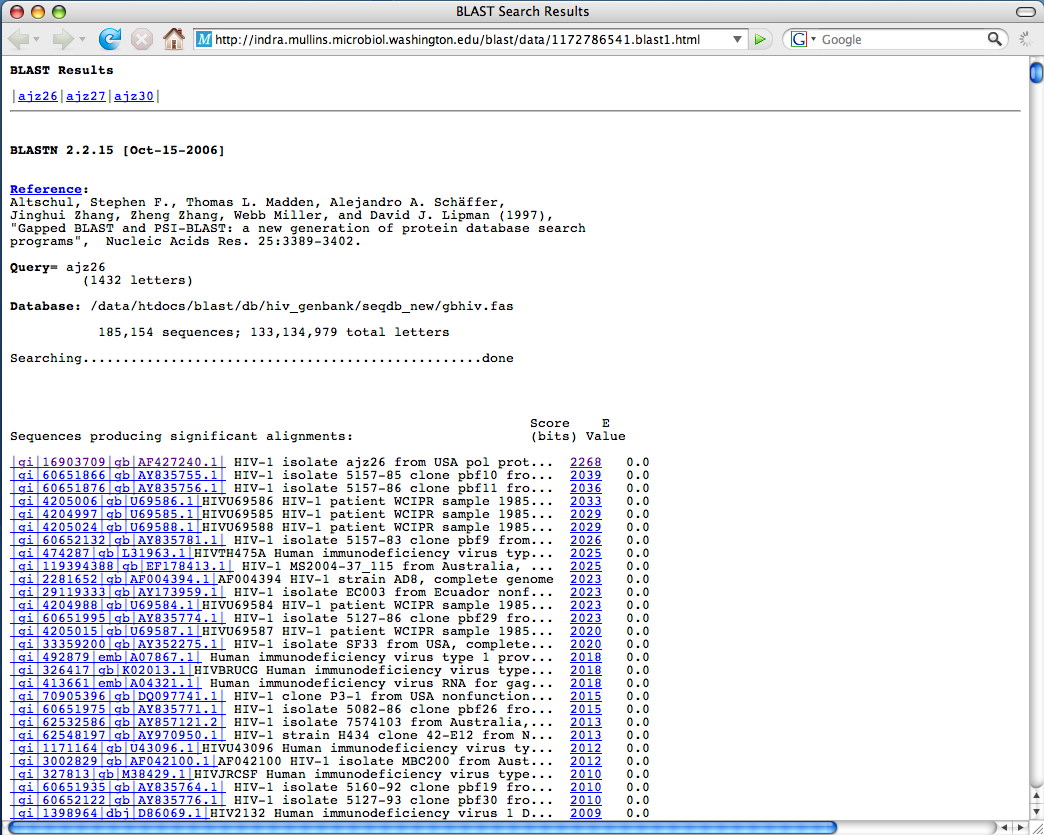 BLAST Search Results
http://indra.mullins.microbiol.washington.edu/blast/data/1172786541.blast1.html
Google
BLAST Results
|ajz26|ajz27|ajz30|
BLASTN 2.2.15 [Oct-15-2006]
Reference:
Altschul, Stephen F., Thomas L. Madden, Alejandro A. Schäffer,
Jinghui Zhang, Zheng Zhang, Webb Miller, and David J. Lipman (1997),
"Gapped BLAST and PSI-BLAST: a new generation of protein database search
programs", Nucleic Acids Res. 25:3389-3402.
Query= ajz26
(1432 letters)
Database: /data/htdocs/blast/db/hiv_genbank/seqdb_new/gbhiv.fas
185,154 sequences; 133,134,979 total letters
Searching..................................................done
Score E
Sequences producing significant alignments: (bits) Value
|gi|16903709|gb|AF427240.1| HIV-1 isolate ajz26 from USA pol prot... 2268 0.0
|gi|60651866|gb|AY835755.1| HIV-1 isolate 5157-85 clone pbf10 fro... 2039 0.0
|gi|60651876|gb|AY835756.1| HIV-1 isolate 5157-86 clone pbf11 fro... 2036 0.0
|gi|4205006|gb|U69586.1|HIVU69586 HIV-1 patient WCIPR sample 1985... 2033 0.0
|gi|4204997|gb|U69585.1|HIVU69585 HIV-1 patient WCIPR sample 1985... 2029 0.0
|gi|4205024|gb|U69588.1|HIVU69588 HIV-1 patient WCIPR sample 1985... 2029 0.0
|gi|60652132|gb|AY835781.1| HIV-1 isolate 5157-83 clone pbf9 from... 2026 0.0
|gi|474287|gb|L31963.1|HIVTH475A Human immunodeficiency virus typ... 2025 0.0
|gi|119394388|gb|EF178413.1| HIV-1 MS2004-37_115 from Australia, ... 2025 0.0
|gi|2281652|gb|AF004394.1|AF004394 HIV-1 strain AD8, complete genome 2023 0.0
|gi|29119333|gb|AY173959.1| HIV-1 isolate EC003 from Ecuador nonf... 2023 0.0
|gi|4204988|gb|U69584.1|HIVU69584 HIV-1 patient WCIPR sample 1985... 2023 0.0
|gi|60651995|gb|AY835774.1| HIV-1 isolate 5127-86 clone pbf29 fro... 2023 0.0
|gi|4205015|gb|U69587.1|HIVU69587 HIV-1 patient WCIPR sample 1985... 2020 0.0
|gi|33359200|gb|AY352275.1| HIV-1 isolate SF33 from USA, complete... 2020 0.0
|gi|492879|emb|A07867.1| Human immunodeficiency virus type 1 prov... 2018 0.0
|gi|326417|gb|K02013.1|HIVBRUCG Human immunodeficiency virus type... 2018 0.0
|gi|413661|emb|A04321.1| Human immunodeficiency virus RNA for gag... 2018 0.0
|gi|70905396|gb|DQ097741.1| HIV-1 clone P3-1 from USA nonfunction... 2015 0.0
|gi|60651975|gb|AY835771.1| HIV-1 isolate 5082-86 clone pbf26 fro... 2015 0.0
|gi|62532586|gb|AY857121.2| HIV-1 isolate 7574103 from Australia,... 2013 0.0
|gi|62548197|gb|AY970950.1| HIV-1 strain H434 clone 42-E12 from N... 2013 0.0
|gi|1171164|gb|U43096.1|HIVU43096 Human immunodeficiency virus ty... 2012 0.0
|gi|3002829|gb|AF042100.1|AF042100 HIV-1 isolate MBC200 from Aust... 2012 0.0
|gi|327813|gb|M38429.1|HIVJRCSF Human immunodeficiency virus type... 2010 0.0
|gi|60651935|gb|AY835764.1| HIV-1 isolate 5160-92 clone pbf19 fro... 2010 0.0
|gi|60652122|gb|AY835776.1| HIV-1 isolate 5127-93 clone pbf30 fro... 2010 0.0
|gi|1398964|dbj|D86069.1|HIV2132 Human immunodeficiency virus 1 D... 2009 0.0